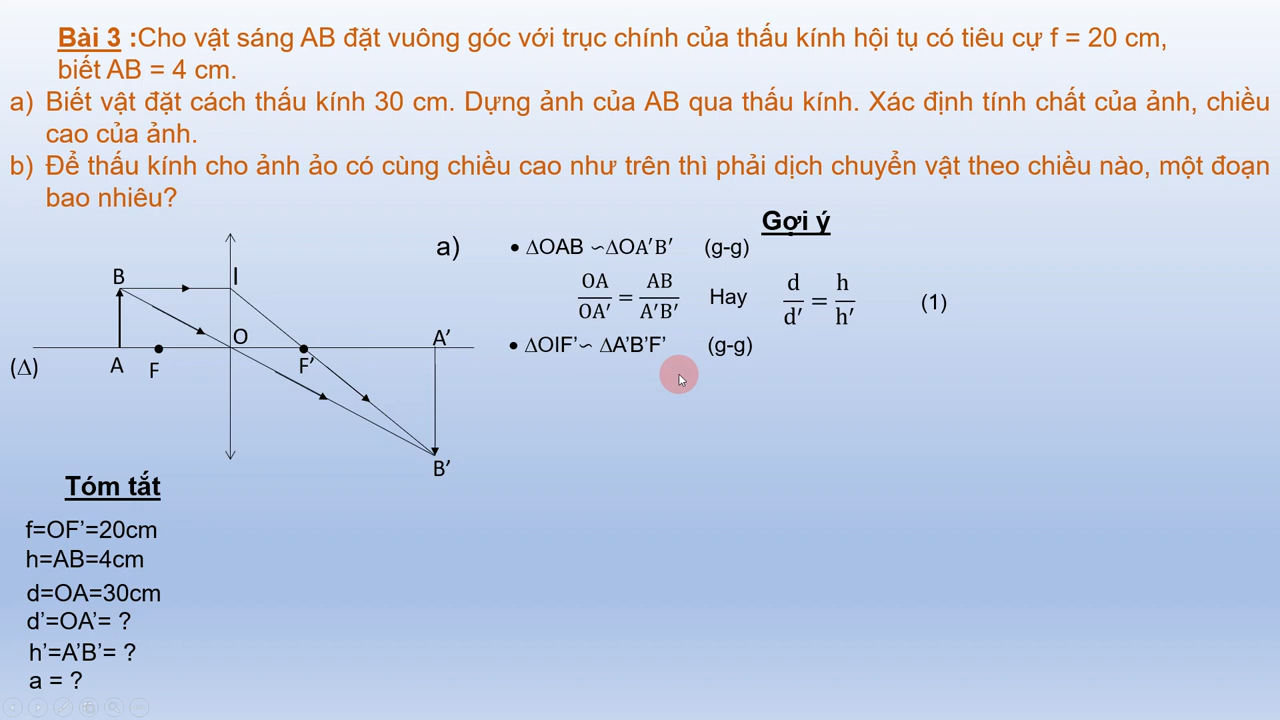 Bài 3 :Cho vật sáng AB đặt vuông góc với trục chính của thấu kính hội tụ có tiêu cự f = 20 cm,
biết AB = 4 cm.
a) Biết vật đặt cách thấu kính 30 cm. Dựng ảnh của AB qua thấu kính. Xác định tính chất của ảnh, chiều
cao của ảnh.
b) Để thấu kính cho ảnh ảo có cùng chiều cao như trên thì phải dịch chuyển vật theo chiều nào, một đoạn
bao nhiêu?
Gợi ý
a) • ∆OAB ∽∆OA′B′ (g-g)
OA/OA′ = AB/A′B′ Hay d/d′ = h/h′ (1)
• ∆OIF’∽ ∆A’B’F’ (g-g)
B I
O A′
(∆) A F F′
B′
Tóm tắt
f=OF’=20cm
h=AB=4cm
d=OA=30cm
d’=OA’= ?
h’=A’B’= ?
a = ?